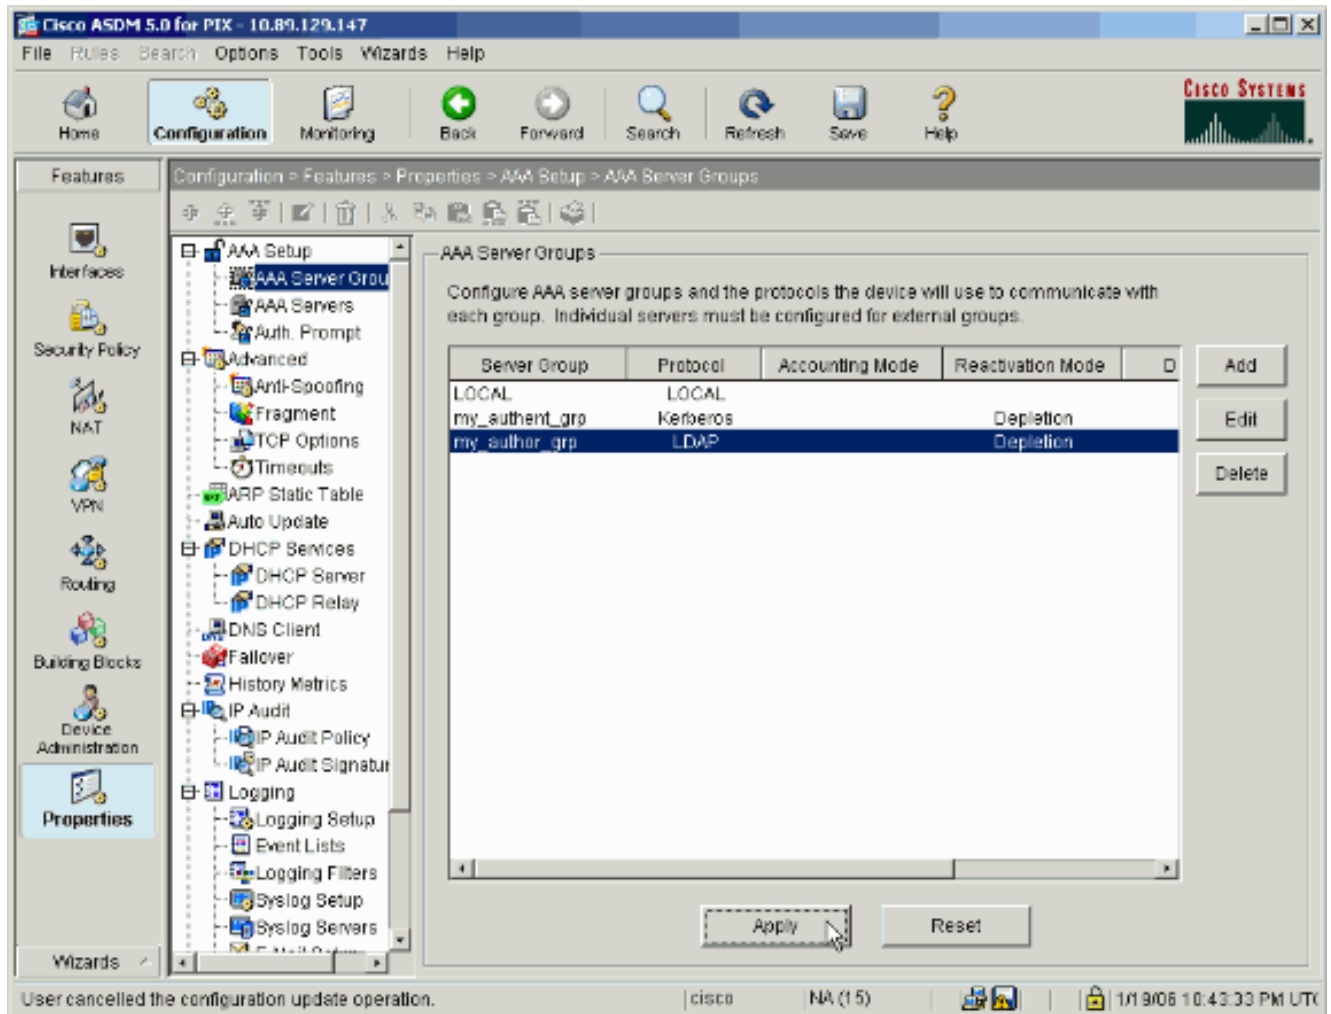 Cisco ASDM 5.0 for PIX - 10.89.129.147
File Rules Search Options Tools Wizards Help
Home Configuration Monitoring Back Forward Search Refresh Save Help
CISCO SYSTEMS
Features
Configuration > Features > Properties > AAA Setup > AAA Server Groups
Interfaces
Security Policy
NAT
VPN
Routing
Building Blocks
Device
Administration
Properties
Wizards
AAA Setup
AAA Server Grou
AAA Servers
Auth. Prompt
Advanced
Anti-Spoofing
Fragment
TCP Options
Timeouts
ARP Static Table
Auto Update
DHCP Services
DHCP Server
DHCP Relay
DNS Client
Failover
History Metrics
IP Audit
IP Audit Policy
IP Audit Signatur
Logging
Logging Setup
Event Lists
Logging Filters
Syslog Setup
Syslog Servers
AAA Server Groups
Configure AAA server groups and the protocols the device will use to communicate with
each group. Individual servers must be configured for external groups.
Server Group Protocol Accounting Mode Reactivation Mode D
LOCAL LOCAL
my_authent_grp Kerberos Depletion
my_author_grp LDAP Depletion
Add
Edit
Delete
Apply Reset
User cancelled the configuration update operation. cisco NA (15) 1/19/06 10:43:33 PM UTC